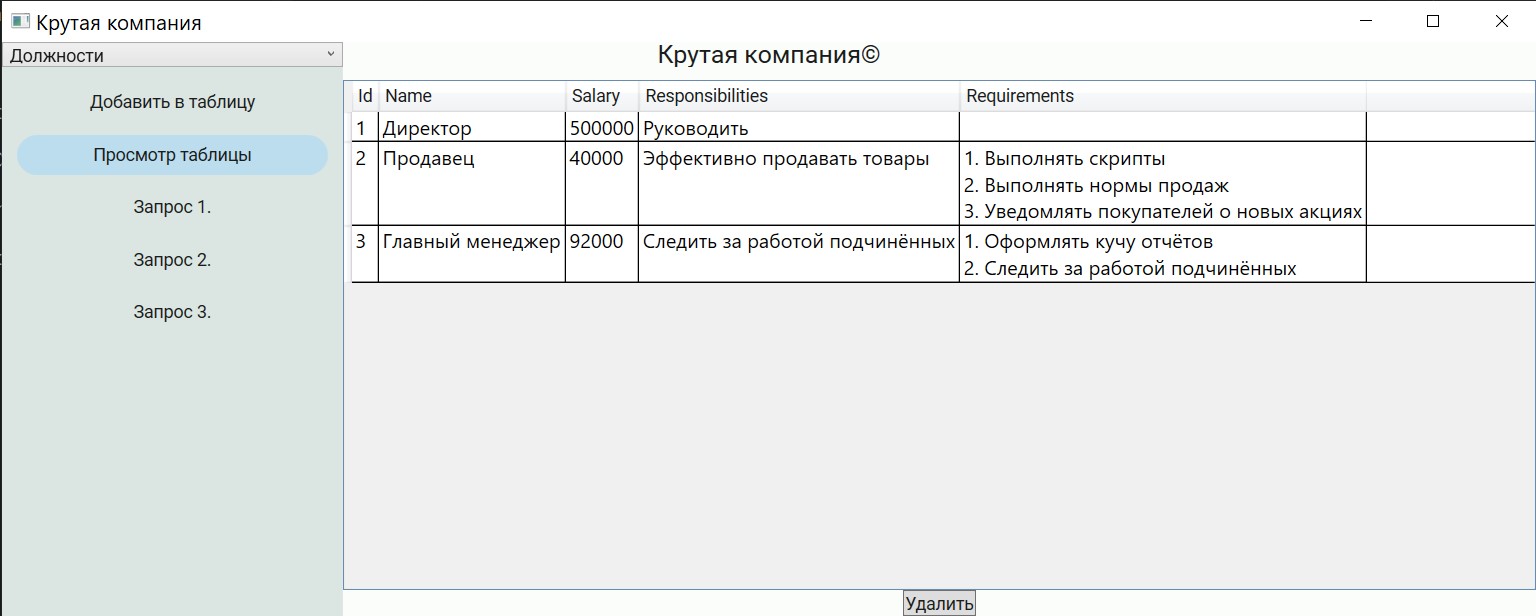 Крутая компания
Должности
Крутая компания©
Добавить в таблицу
Просмотр таблицы
Запрос 1.
Запрос 2.
Запрос 3.
Id Name Salary Responsibilities Requirements
1 Директор 500000 Руководить
2 Продавец 40000 Эффективно продавать товары 1. Выполнять скрипты
2. Выполнять нормы продаж
3. Уведомлять покупателей о новых акциях
3 Главный менеджер 92000 Следить за работой подчинённых 1. Оформлять кучу отчётов
2. Следить за работой подчинённых
Удалить